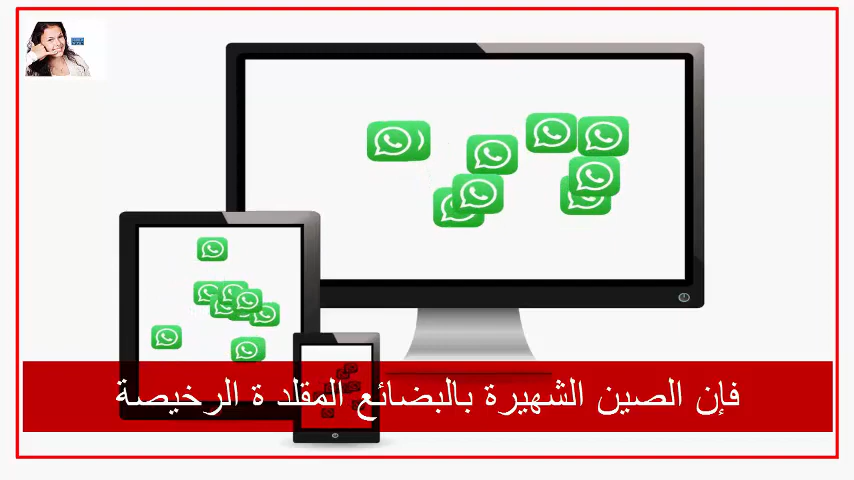 فإن الصين الشهيرة بالبضائع المقلد ة الرخيصة